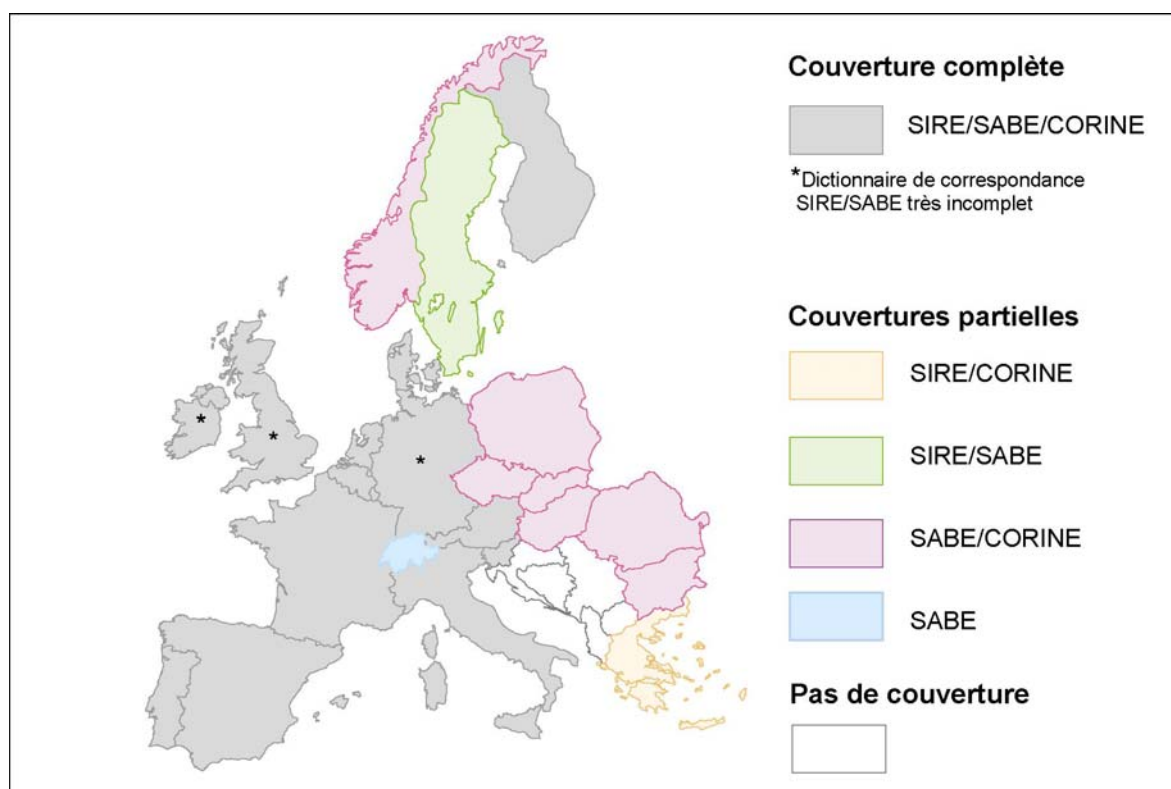 Couverture complète
SIRE/SABE/CORINE
*Dictionnaire de correspondance
SIRE/SABE très incomplet
Couvertures partielles
SIRE/CORINE
SIRE/SABE
SABE/CORINE
SABE
Pas de couverture
*
*
*